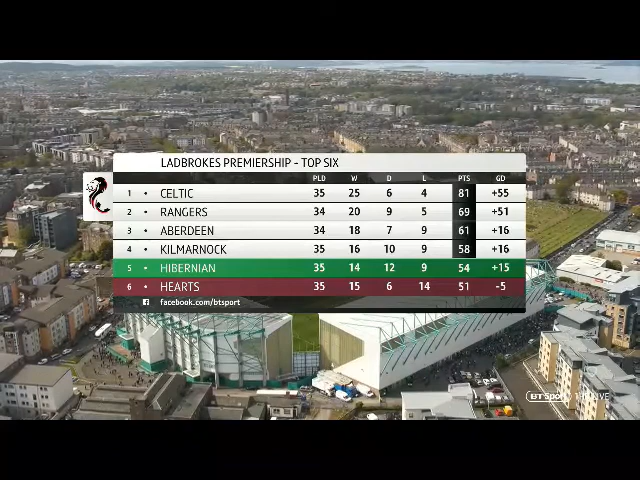 LADBROKES PREMIERSHIP - TOP SIX
PLD W D L PTS GD
1 • CELTIC 35 25 6 4 81 +55
2 • RANGERS 34 20 9 5 69 +51
3 • ABERDEEN 34 18 7 9 61 +16
4 • KILMARNOCK 35 16 10 9 58 +16
5 • HIBERNIAN 35 14 12 9 54 +15
6 • HEARTS 35 15 6 14 51 -5
facebook.com/btsport
BT Sport 1 HD LIVE